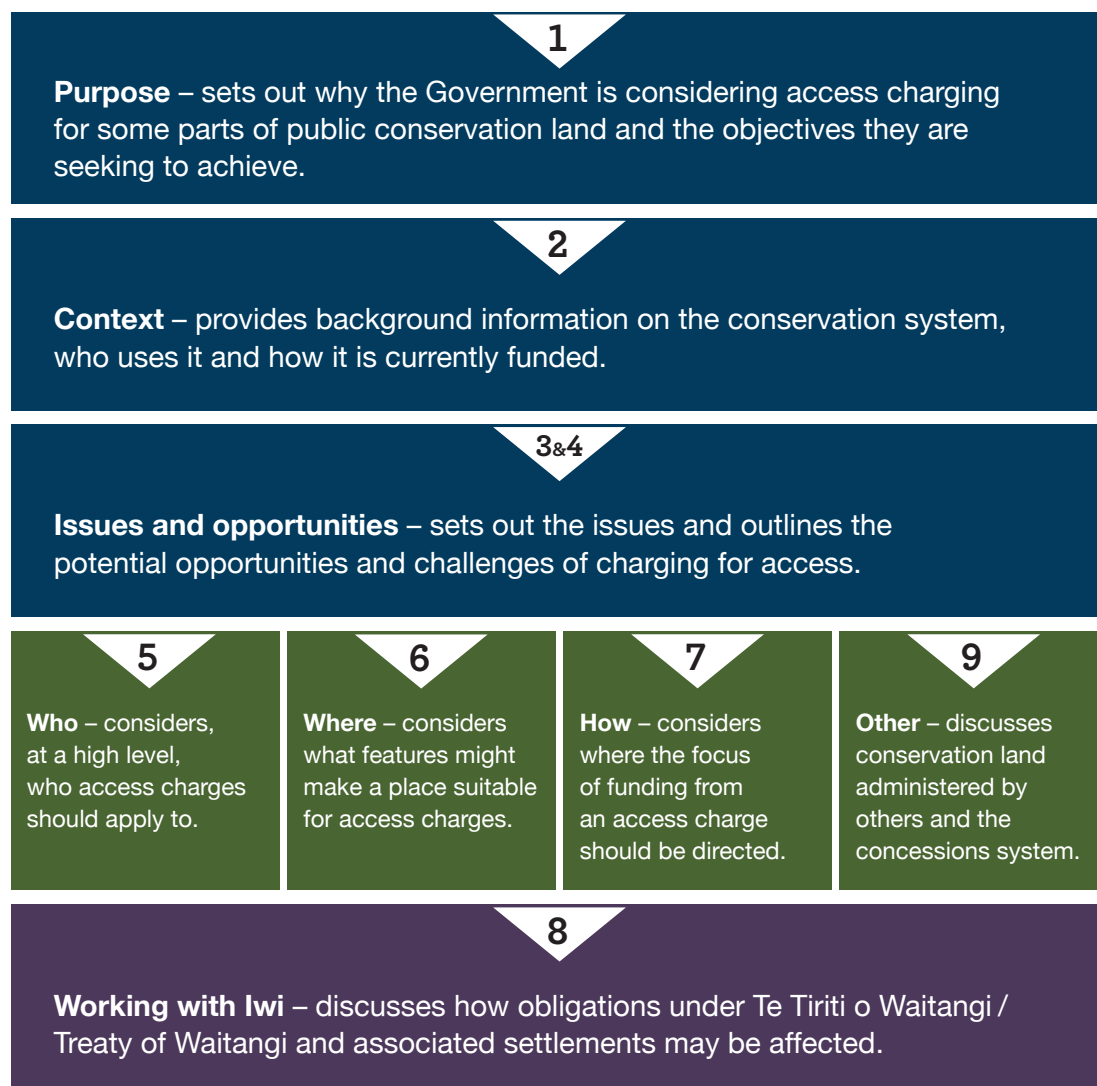 1
Purpose – sets out why the Government is considering access charging
for some parts of public conservation land and the objectives they are
seeking to achieve.
2
Context – provides background information on the conservation system,
who uses it and how it is currently funded.
3&4
Issues and opportunities – sets out the issues and outlines the
potential opportunities and challenges of charging for access.
5
Who – considers,
at a high level,
who access charges
should apply to.
6
Where – considers
what features might
make a place suitable
for access charges.
7
How – considers
where the focus
of funding from
an access charge
should be directed.
9
Other – discusses
conservation land
administered by
others and the
concessions system.
8
Working with Iwi – discusses how obligations under Te Tiriti o Waitangi /
Treaty of Waitangi and associated settlements may be affected.